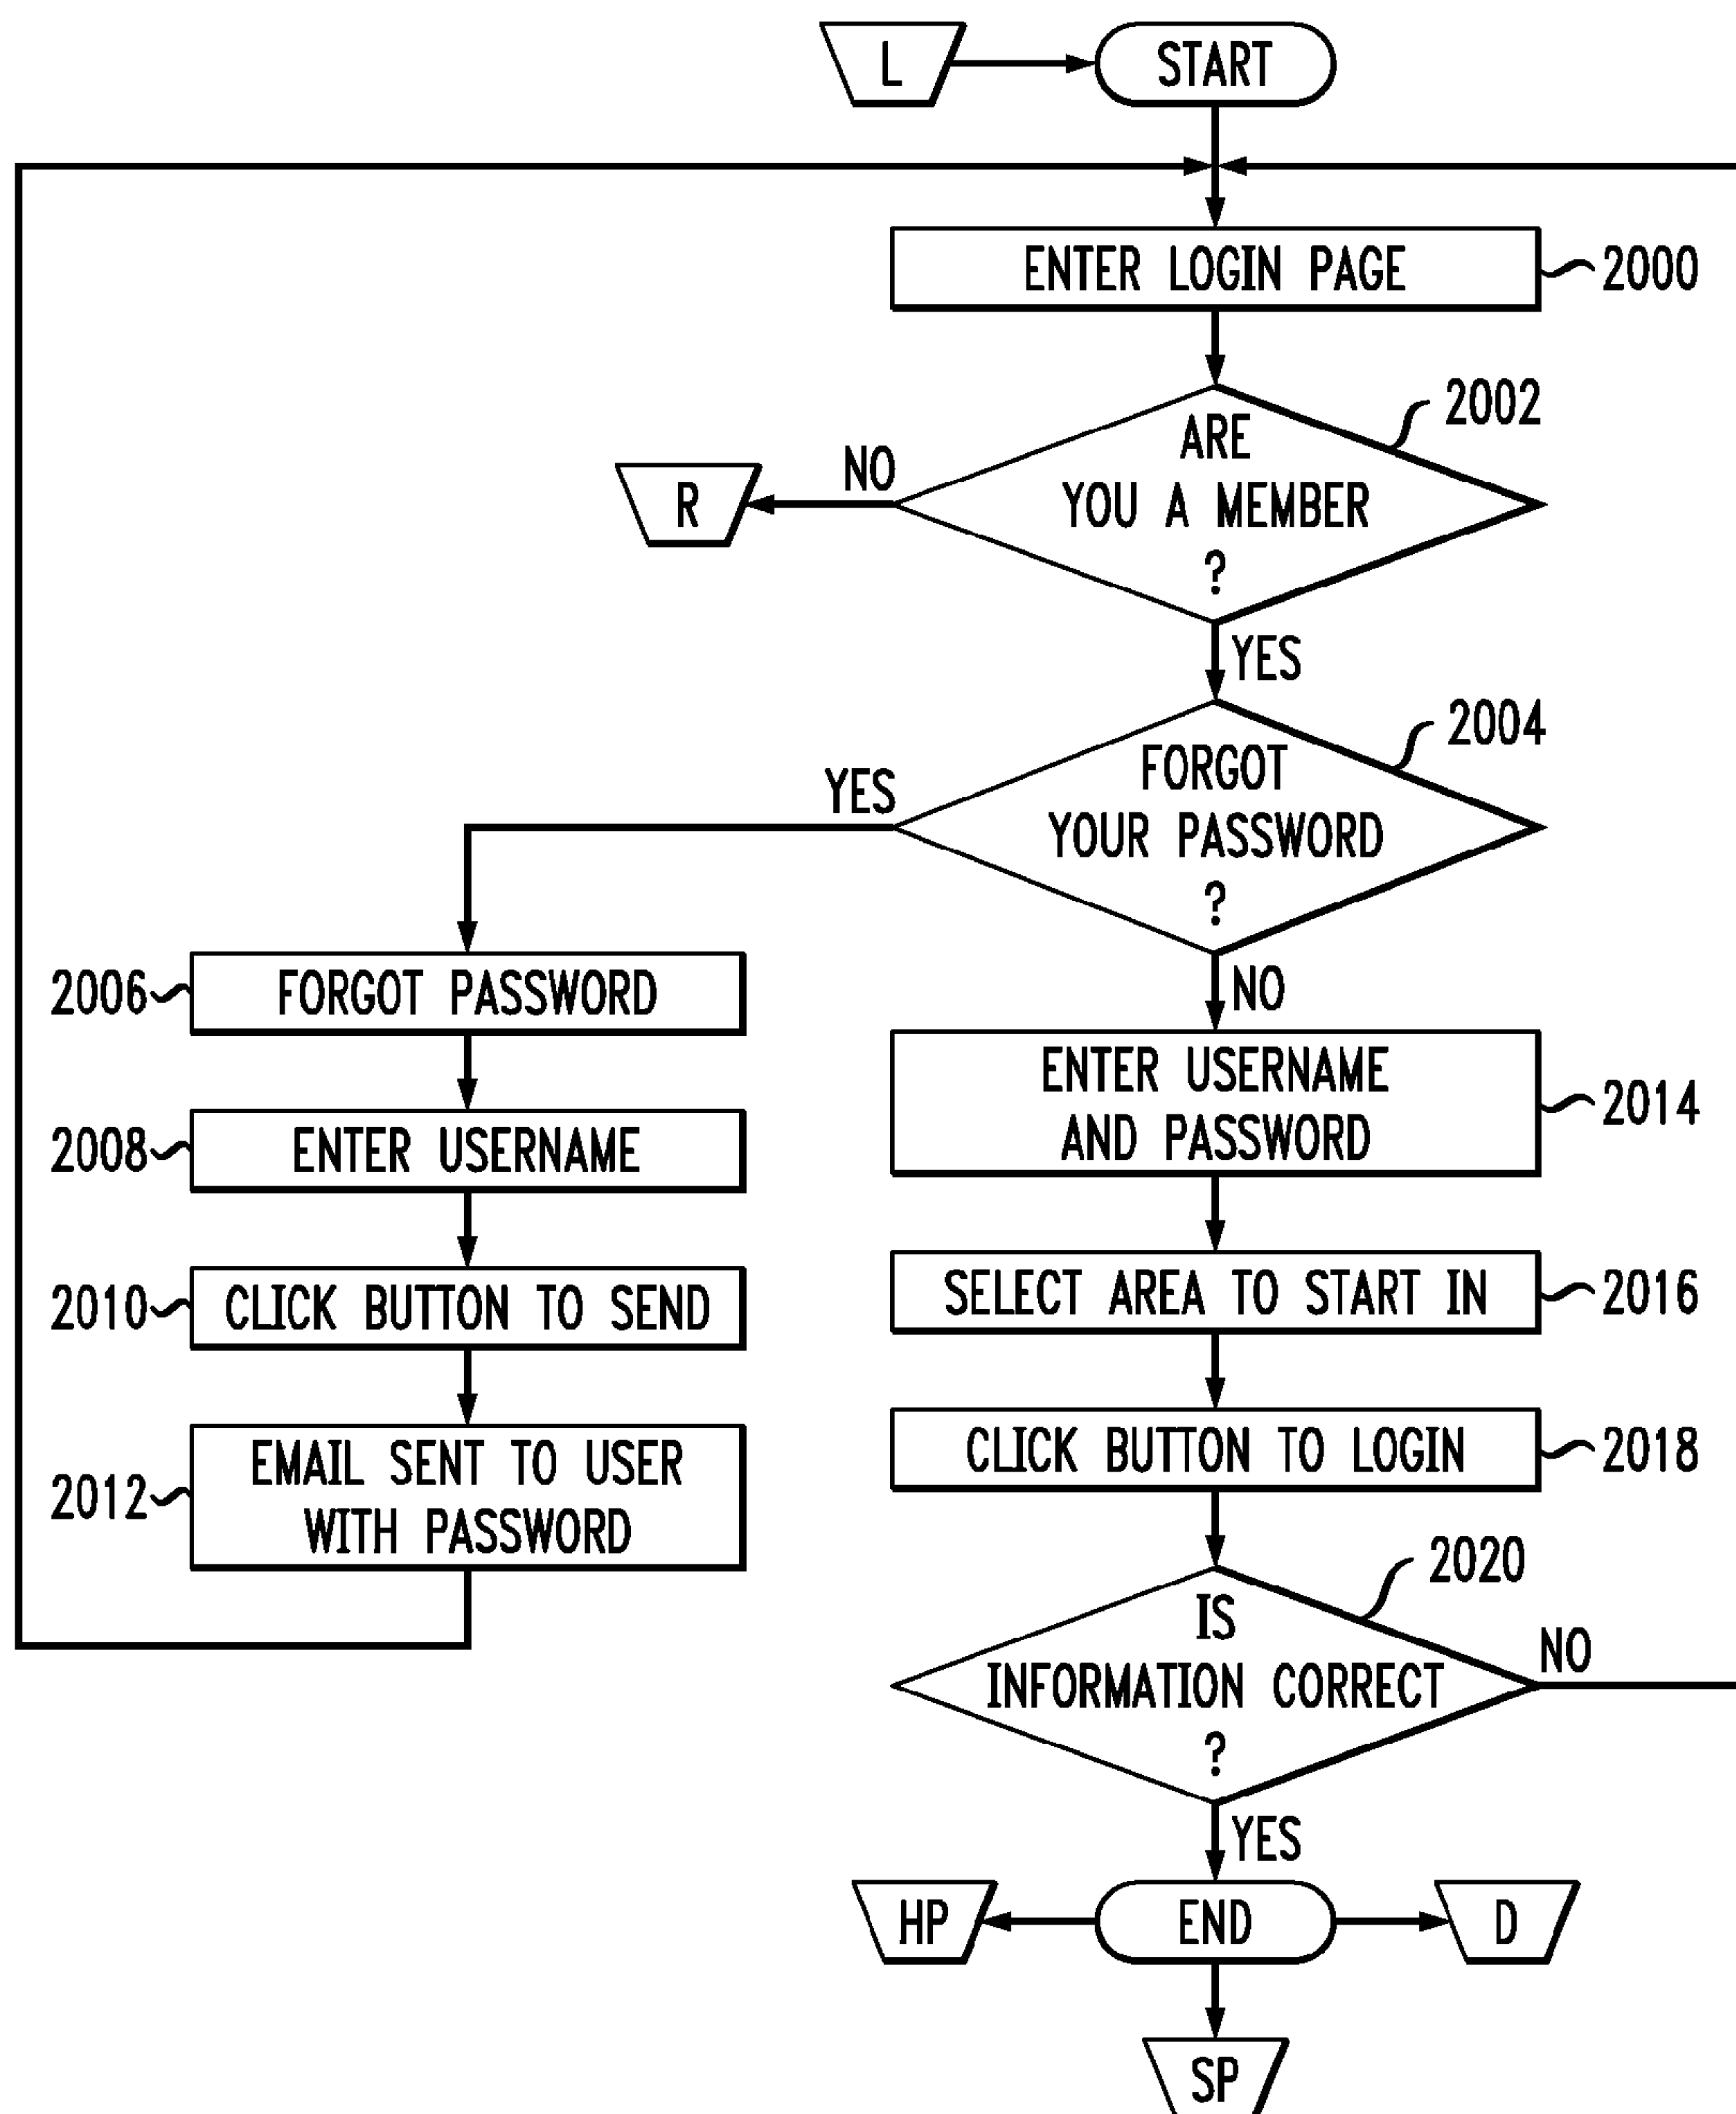 L
START
ENTER LOGIN PAGE
2000
2002
ARE
YOU A MEMBER
?
NO
R
YES
2004
FORGOT
YOUR PASSWORD
?
YES
NO
2006
FORGOT PASSWORD
2008
ENTER USERNAME
2010
CLICK BUTTON TO SEND
2012
EMAIL SENT TO USER
WITH PASSWORD
ENTER USERNAME
AND PASSWORD
2014
SELECT AREA TO START IN
2016
CLICK BUTTON TO LOGIN
2018
2020
IS
INFORMATION CORRECT
?
NO
YES
HP
END
D
SP